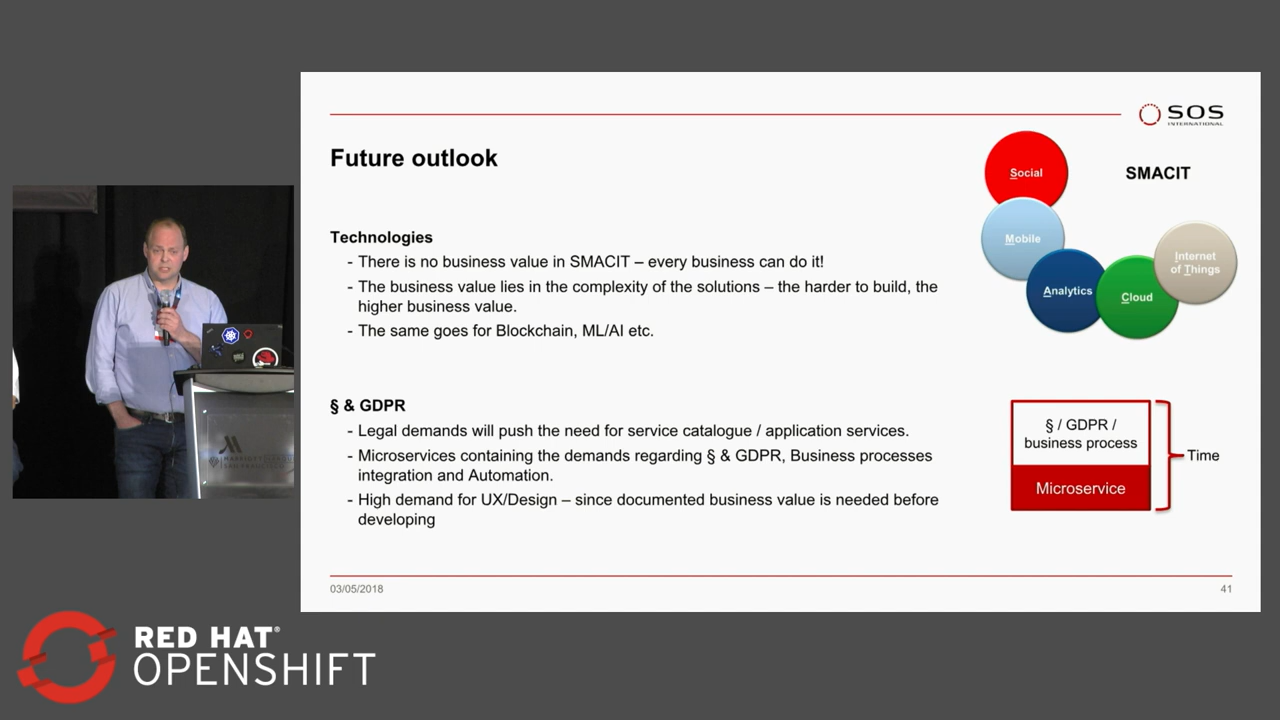 SOS
INTERNATIONAL
Future outlook
SMACIT
Social
Mobile
Analytics
Cloud
Internet
of Things
Technologies
- There is no business value in SMACIT – every business can do it!
- The business value lies in the complexity of the solutions – the harder to build, the
higher business value.
- The same goes for Blockchain, ML/AI etc.
§ & GDPR
- Legal demands will push the need for service catalogue / application services.
- Microservices containing the demands regarding § & GDPR, Business processes
integration and Automation.
- High demand for UX/Design – since documented business value is needed before
developing
§ / GDPR /
business process
Microservice
Time
03/05/2018
41
MARRIOTT
SAN FRANCISCO
RED HAT®
OPENSHIFT